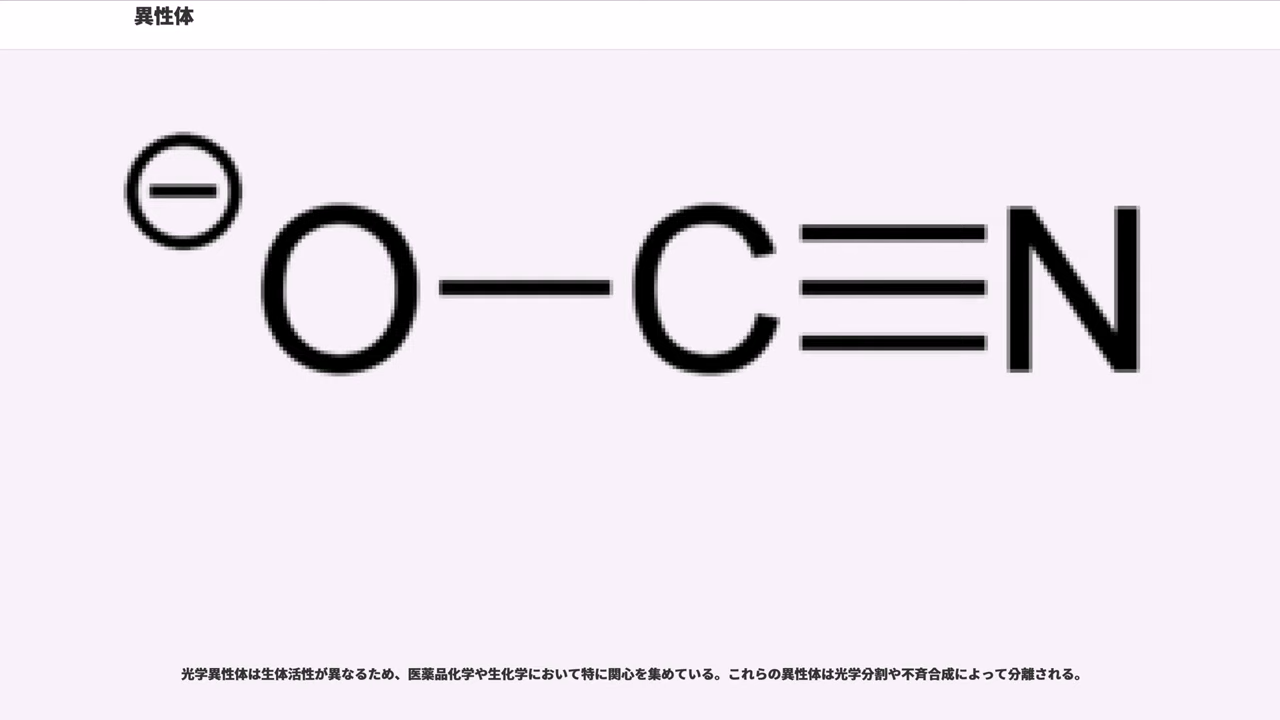 異性体
⊖O—C≡N
光学異性体は生体活性が異なるため、医薬品化学や生化学において特に関心を集めている。これらの異性体は光学分割や不斉合成によって分離される。